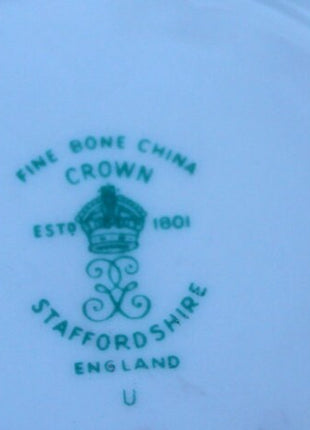 FINE BONE CHINA
CROWN
ESTD 1801
STAFFORDSHIRE
ENGLAND
U